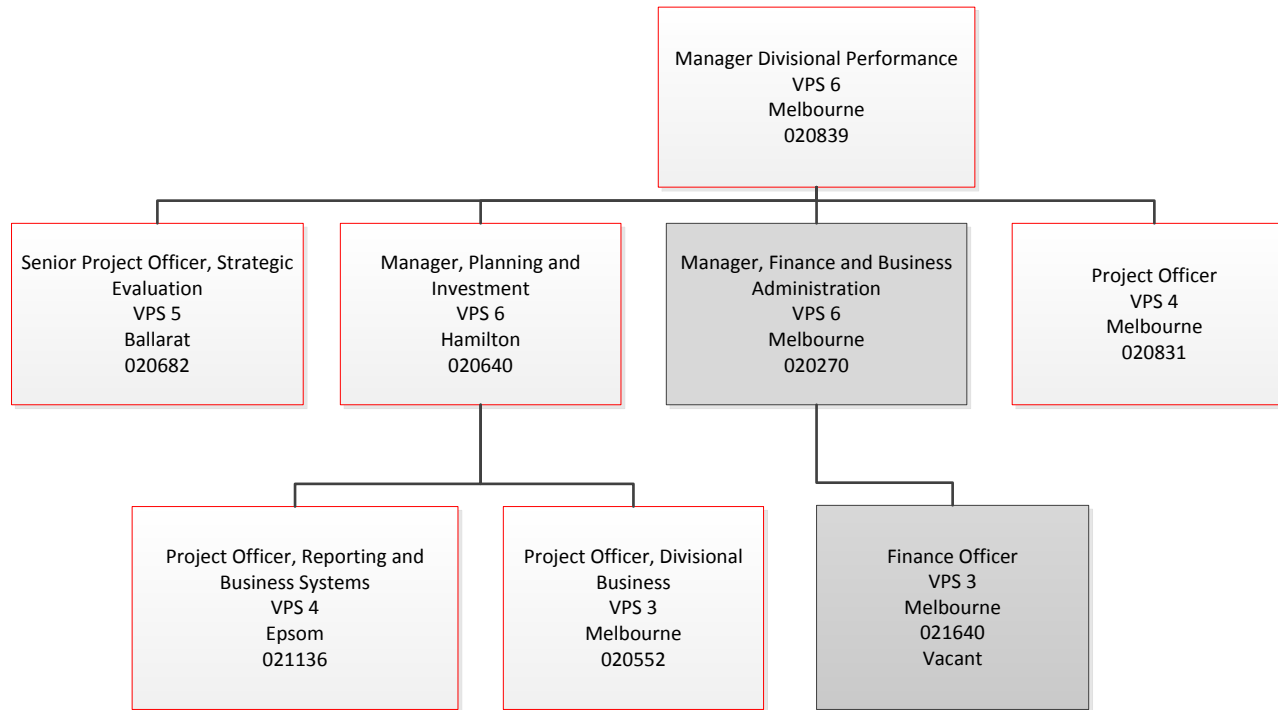 Manager Divisional Performance
VPS 6
Melbourne
020839
Senior Project Officer, Strategic
Evaluation
VPS 5
Ballarat
020682
Manager, Planning and
Investment
VPS 6
Hamilton
020640
Manager, Finance and Business
Administration
VPS 6
Melbourne
020270
Project Officer
VPS 4
Melbourne
020831
Project Officer, Reporting and
Business Systems
VPS 4
Epsom
021136
Project Officer, Divisional
Business
VPS 3
Melbourne
020552
Finance Officer
VPS 3
Melbourne
021640
Vacant